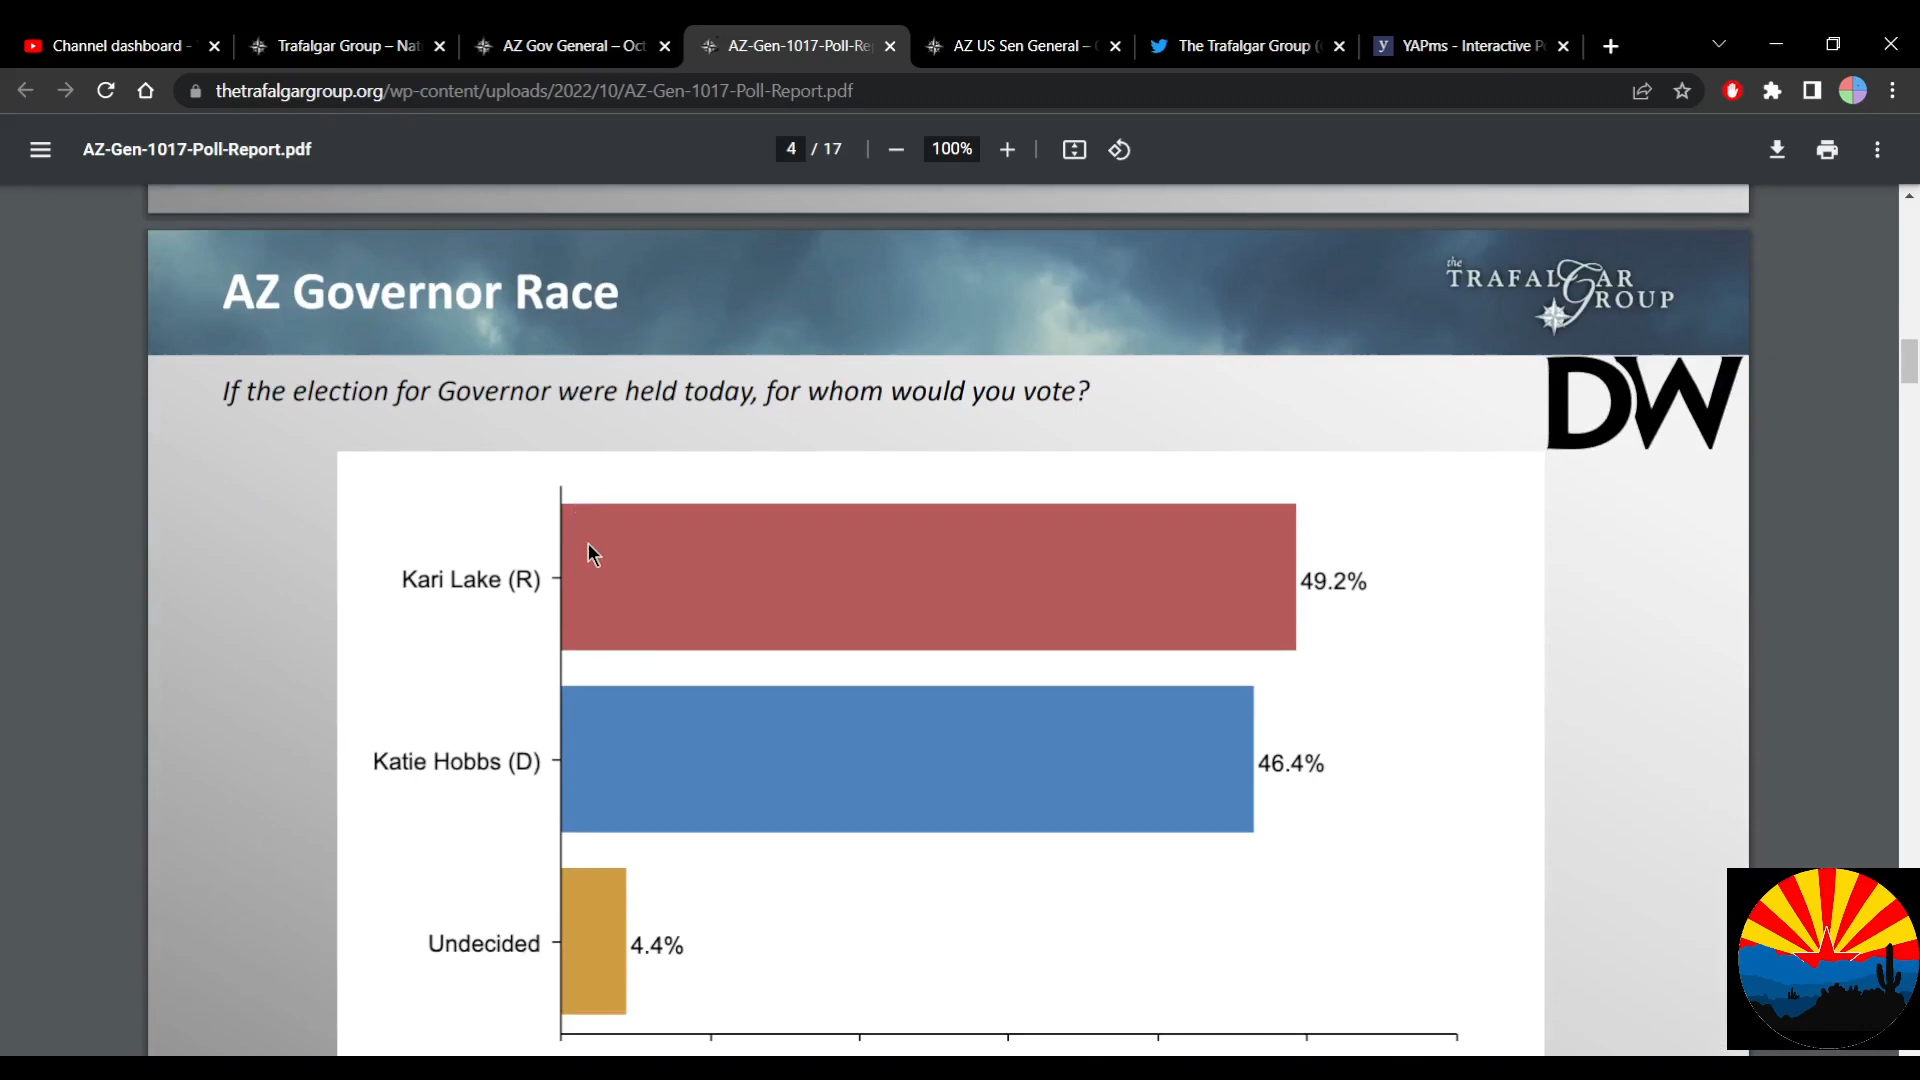 Channel dashboard -
Trafalgar Group – Nat
AZ Gov General – Oct
AZ-Gen-1017-Poll-Re
AZ US Sen General –
The Trafalgar Group (
YAPms - Interactive P
thetrafalgargroup.org/wp-content/uploads/2022/10/AZ-Gen-1017-Poll-Report.pdf
AZ-Gen-1017-Poll-Report.pdf
4 / 17
100%
AZ Governor Race
the TRAFALGAR GROUP
If the election for Governor were held today, for whom would you vote?
DW
Kari Lake (R)
49.2%
Katie Hobbs (D)
46.4%
Undecided
4.4%